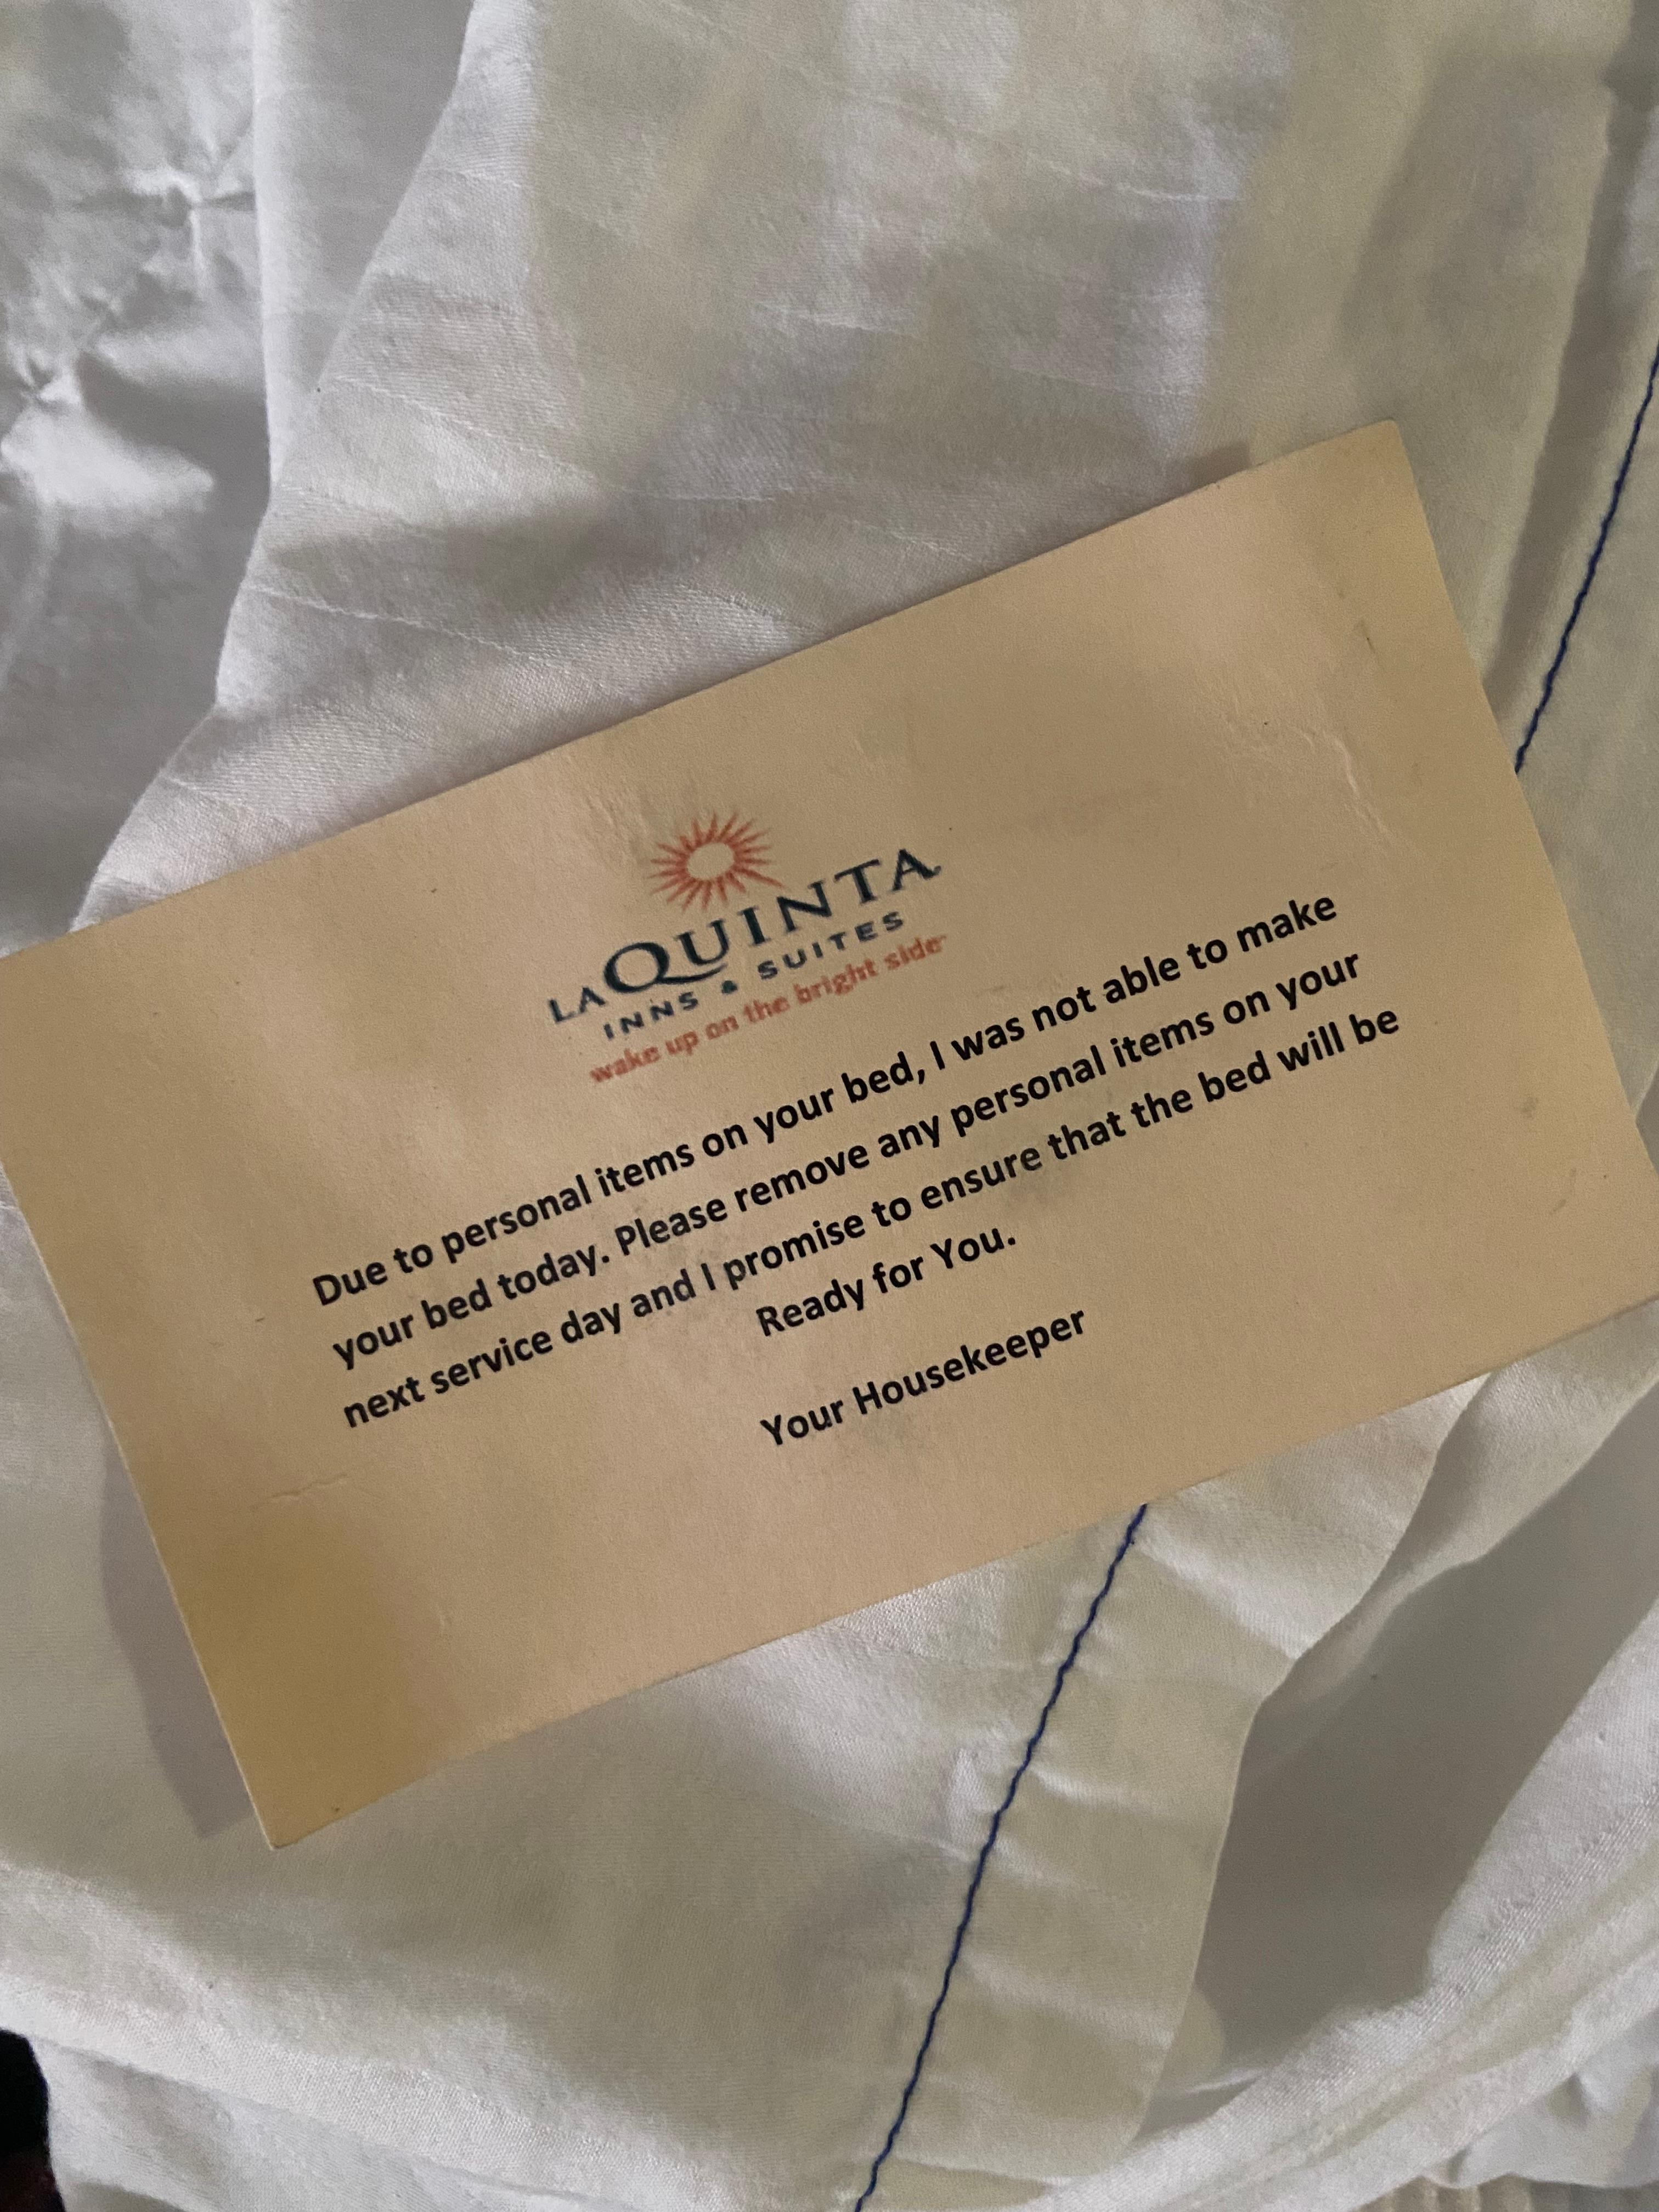 LA QUINTA
INNS & SUITES
wake up on the bright side
Due to personal items on your bed, I was not able to make
your bed today. Please remove any personal items on your
next service day and I promise to ensure that the bed will be
Ready for You.
Your Housekeeper